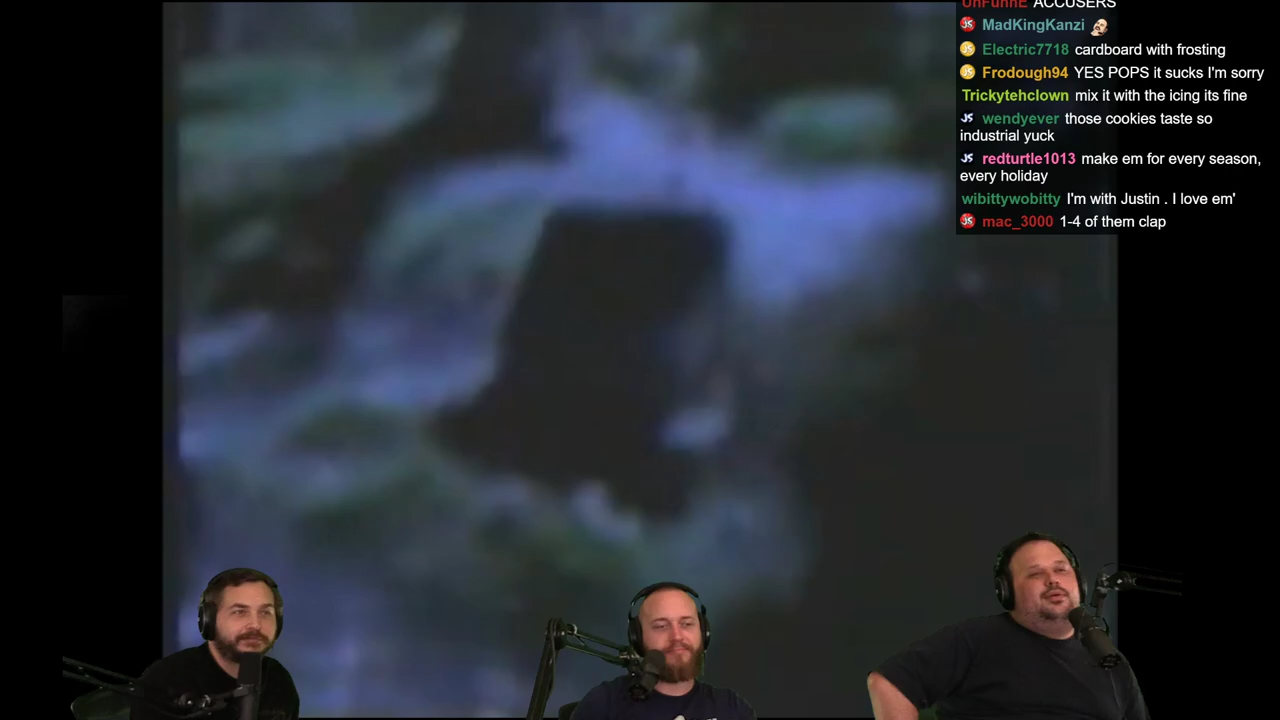 UnFunnE ACCUSERS
MadKingKanzi
Electric7718 cardboard with frosting
Frodough94 YES POPS it sucks I'm sorry
Trickytehclown mix it with the icing its fine
wendyever those cookies taste so
industrial yuck
redturtle1013 make em for every season,
every holiday
wibittywobitty I'm with Justin . I love em'
mac_3000 1-4 of them clap